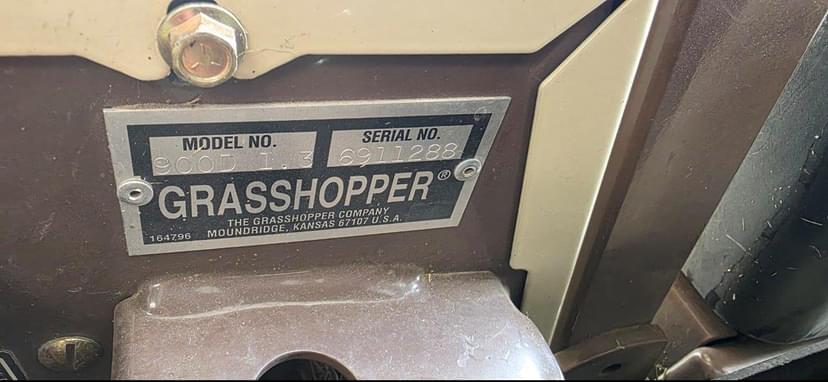 MODEL NO. SERIAL NO.
900D 1.3 6911288
GRASSHOPPER®
THE GRASSHOPPER COMPANY
164796 MOUNDRIDGE, KANSAS 67107 U.S.A.